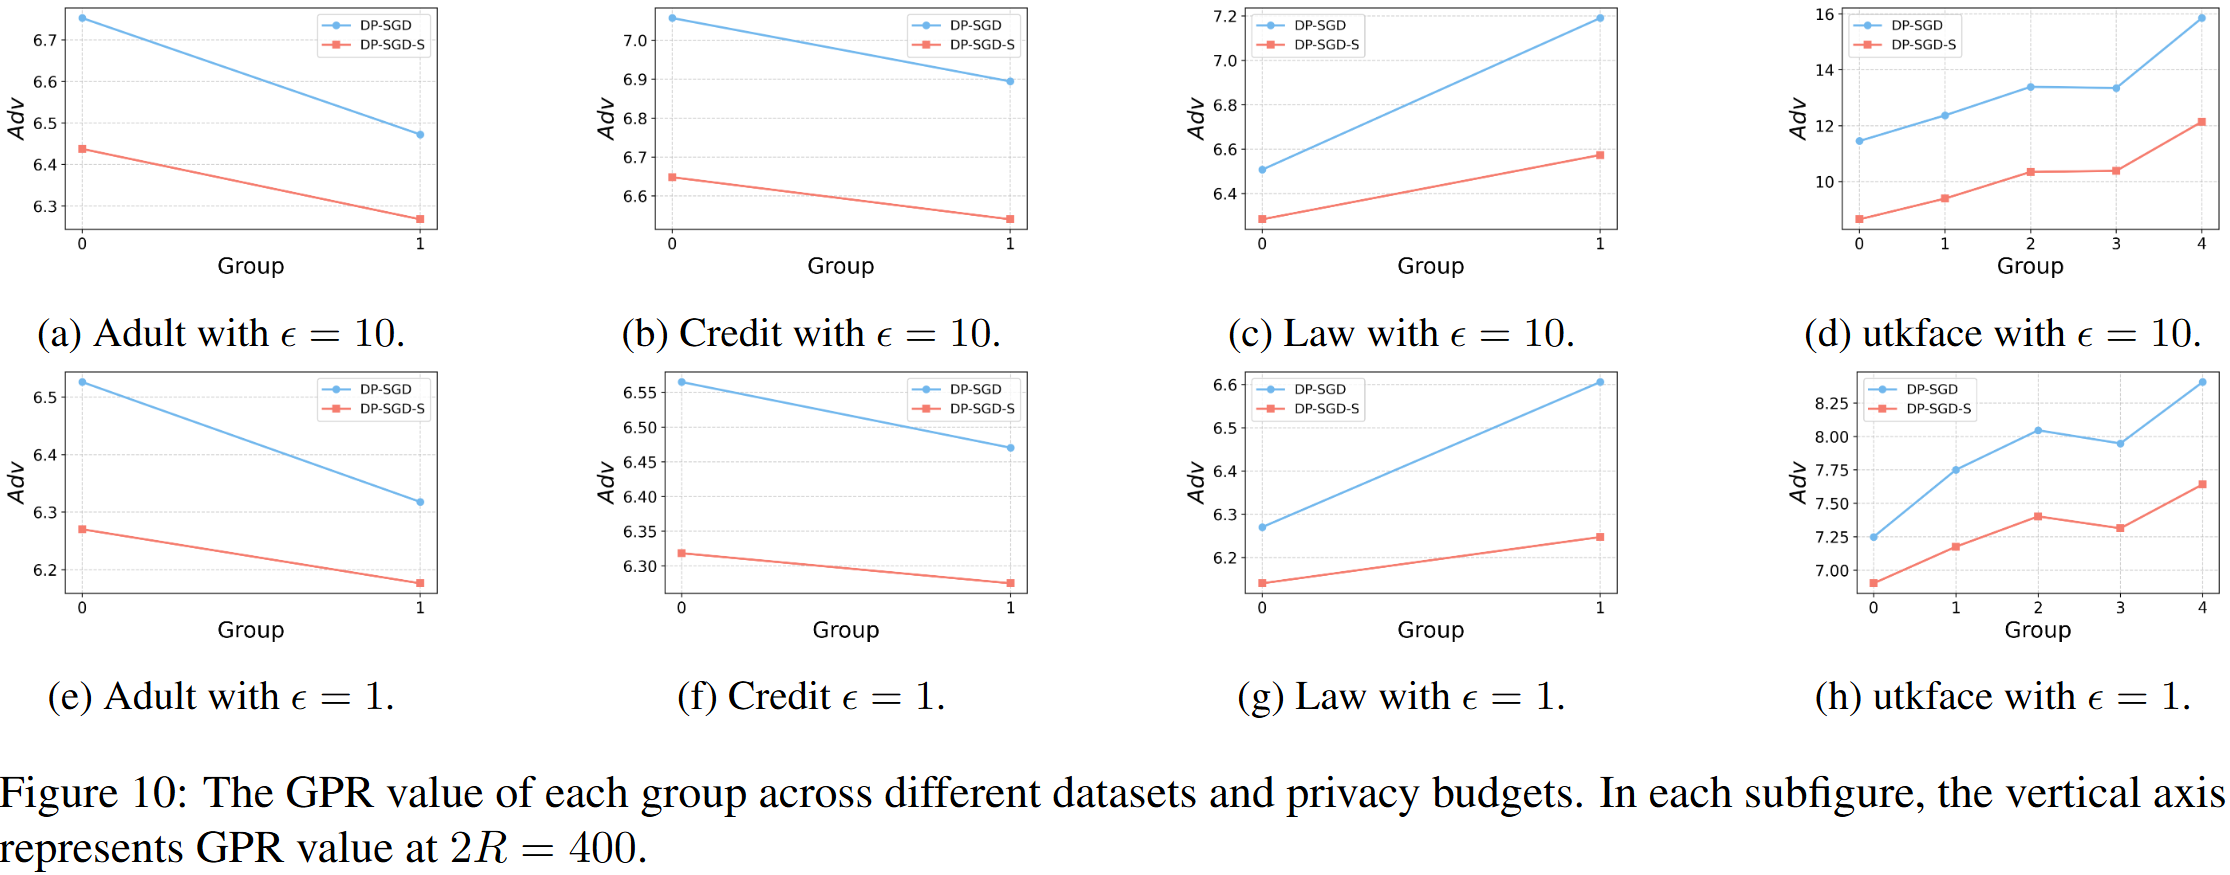 DP-SGD
DP-SGD-S
6.7
6.6
6.5
6.4
6.3
Adv
0 1
Group
(a) Adult with ϵ = 10.
DP-SGD
DP-SGD-S
7.0
6.9
6.8
6.7
6.6
Adv
0 1
Group
(b) Credit with ϵ = 10.
DP-SGD
DP-SGD-S
7.2
7.0
6.8
6.6
6.4
Adv
0 1
Group
(c) Law with ϵ = 10.
DP-SGD
DP-SGD-S
16
14
12
10
Adv
0 1 2 3 4
Group
(d) utkface with ϵ = 10.
DP-SGD
DP-SGD-S
6.5
6.4
6.3
6.2
Adv
0 1
Group
(e) Adult with ϵ = 1.
DP-SGD
DP-SGD-S
6.55
6.50
6.45
6.40
6.35
6.30
Adv
0 1
Group
(f) Credit ϵ = 1.
DP-SGD
DP-SGD-S
6.6
6.5
6.4
6.3
6.2
Adv
0 1
Group
(g) Law with ϵ = 1.
DP-SGD
DP-SGD-S
8.25
8.00
7.75
7.50
7.25
7.00
Adv
0 1 2 3 4
Group
(h) utkface with ϵ = 1.
Figure 10: The GPR value of each group across different datasets and privacy budgets. In each subfigure, the vertical axis
represents GPR value at 2R = 400.